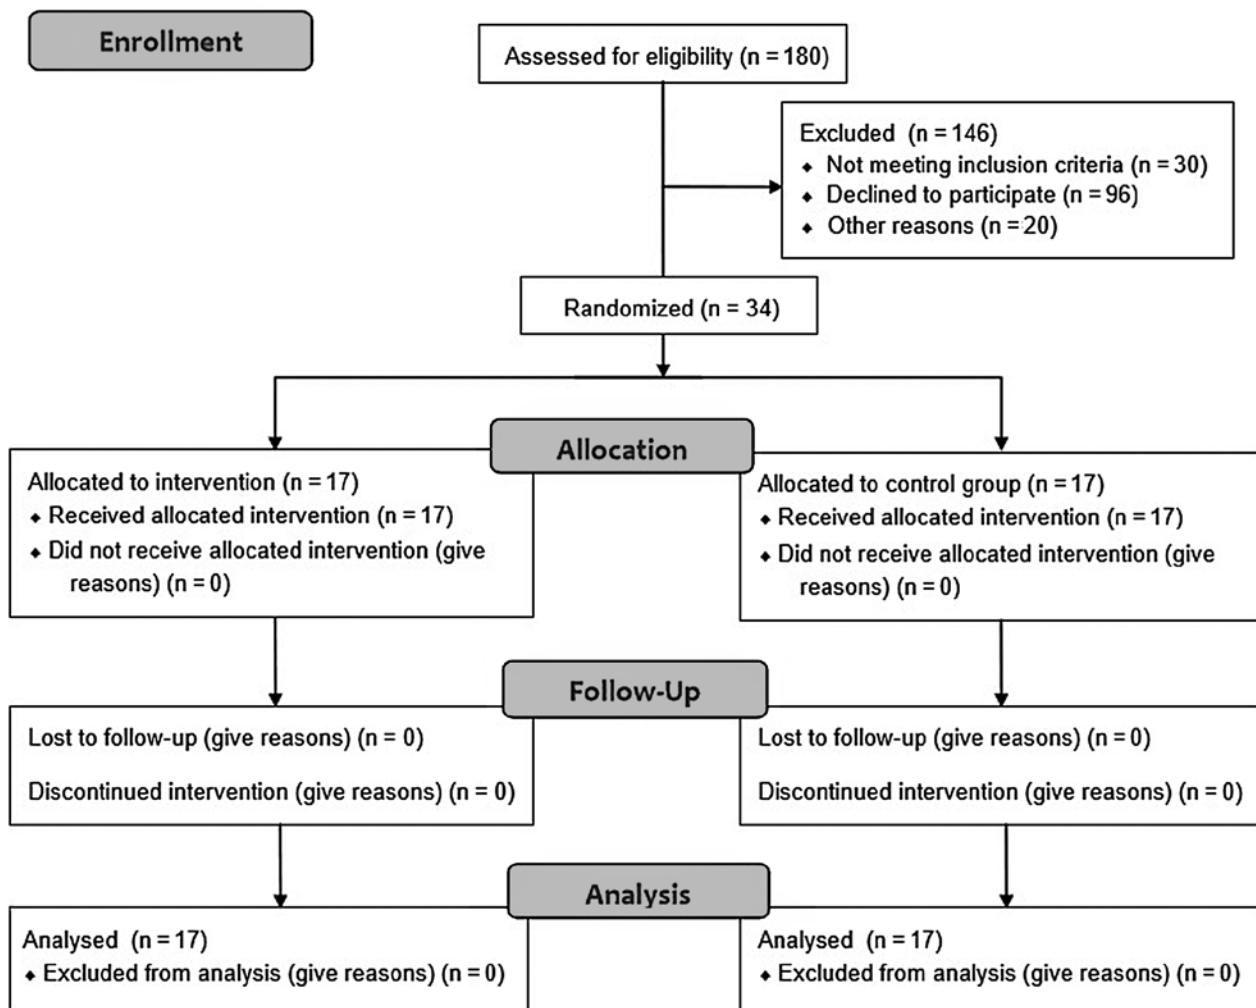 Enrollment
Assessed for eligibility (n = 180)
Excluded (n = 146)
⬥ Not meeting inclusion criteria (n = 30)
⬥ Declined to participate (n = 96)
⬥ Other reasons (n = 20)
Randomized (n = 34)
Allocation
Allocated to intervention (n = 17)
⬥ Received allocated intervention (n = 17)
⬥ Did not receive allocated intervention (give
reasons) (n = 0)
Allocated to control group (n = 17)
⬥ Received allocated intervention (n = 17)
⬥ Did not receive allocated intervention (give
reasons) (n = 0)
Follow-Up
Lost to follow-up (give reasons) (n = 0)
Discontinued intervention (give reasons) (n = 0)
Lost to follow-up (give reasons) (n = 0)
Discontinued intervention (give reasons) (n = 0)
Analysis
Analysed (n = 17)
⬥ Excluded from analysis (give reasons) (n = 0)
Analysed (n = 17)
⬥ Excluded from analysis (give reasons) (n = 0)